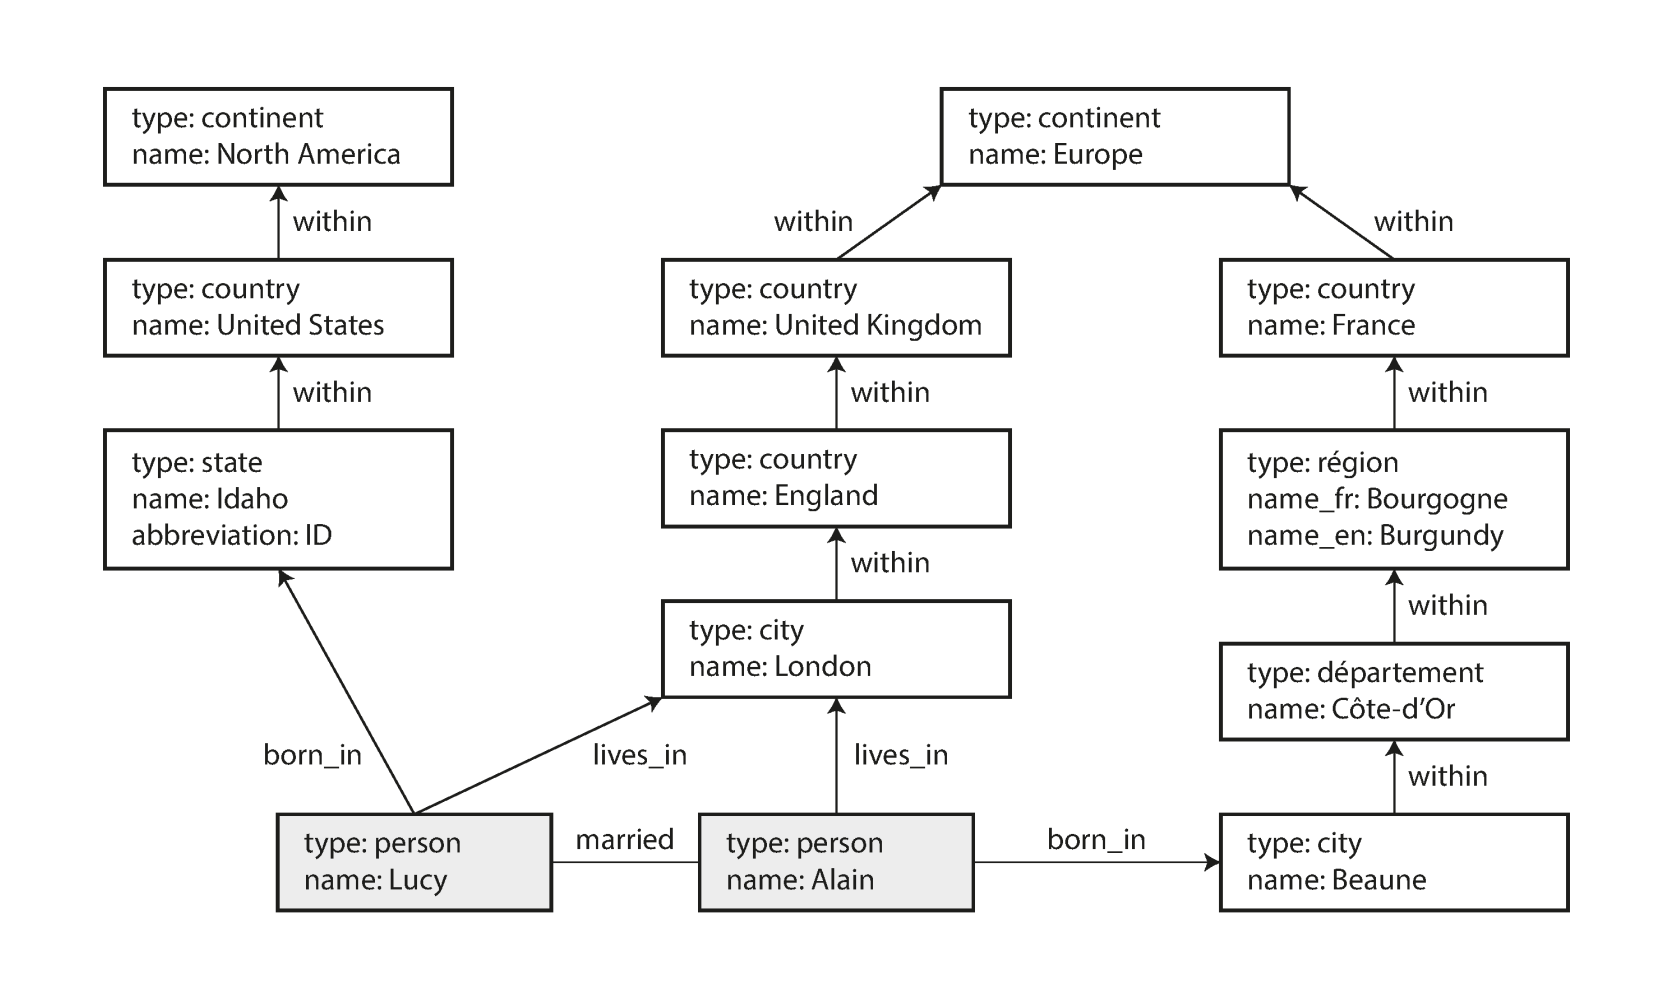 type: continent
name: North America
type: continent
name: Europe
within
within
within
type: country
name: United States
type: country
name: United Kingdom
type: country
name: France
within
within
within
type: state
name: Idaho
abbreviation: ID
type: country
name: England
type: région
name_fr: Bourgogne
name_en: Burgundy
within
within
type: city
name: London
type: département
name: Côte-d’Or
born_in
lives_in
lives_in
within
type: person
name: Lucy
married
type: person
name: Alain
born_in
type: city
name: Beaune